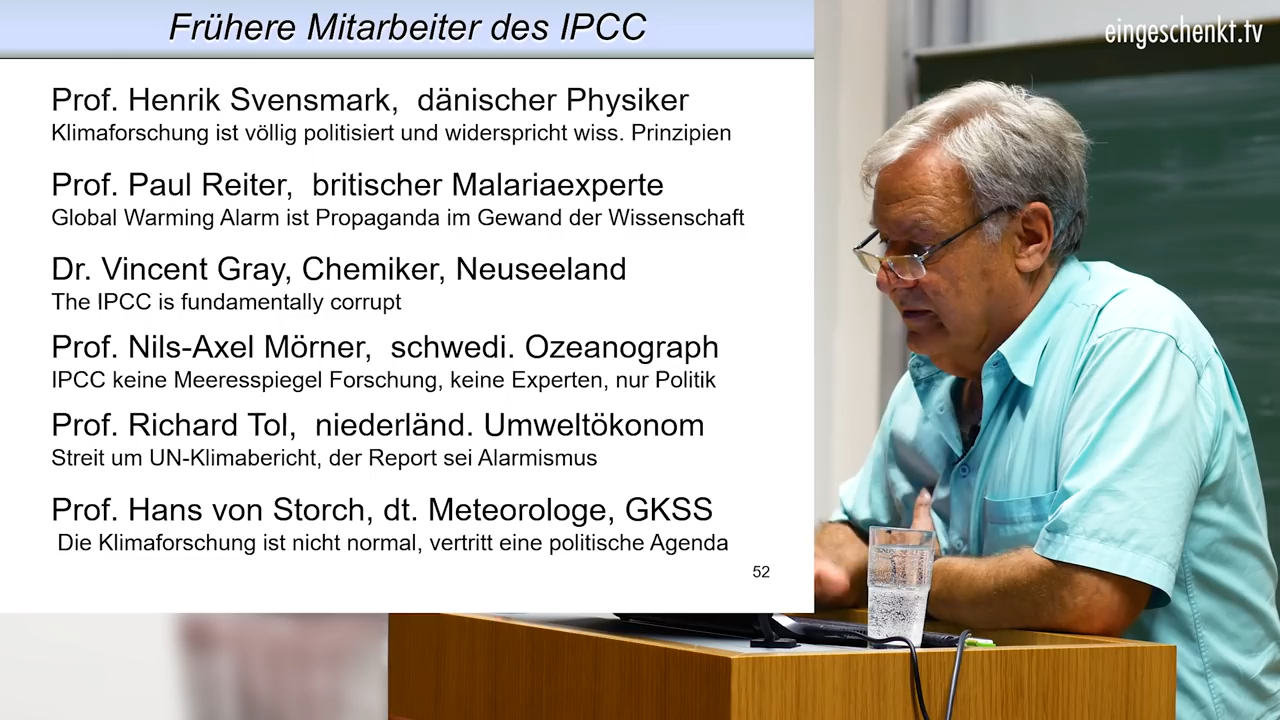 Frühere Mitarbeiter des IPCC
eingeschenkt.tv
Prof. Henrik Svensmark, dänischer Physiker
Klimaforschung ist völlig politisiert und widerspricht wiss. Prinzipien
Prof. Paul Reiter, britischer Malariaexperte
Global Warming Alarm ist Propaganda im Gewand der Wissenschaft
Dr. Vincent Gray, Chemiker, Neuseeland
The IPCC is fundamentally corrupt
Prof. Nils-Axel Mörner, schwedi. Ozeanograph
IPCC keine Meeresspiegel Forschung, keine Experten, nur Politik
Prof. Richard Tol, niederländ. Umweltökonom
Streit um UN-Klimabericht, der Report sei Alarmismus
Prof. Hans von Storch, dt. Meteorologe, GKSS
Die Klimaforschung ist nicht normal, vertritt eine politische Agenda
52